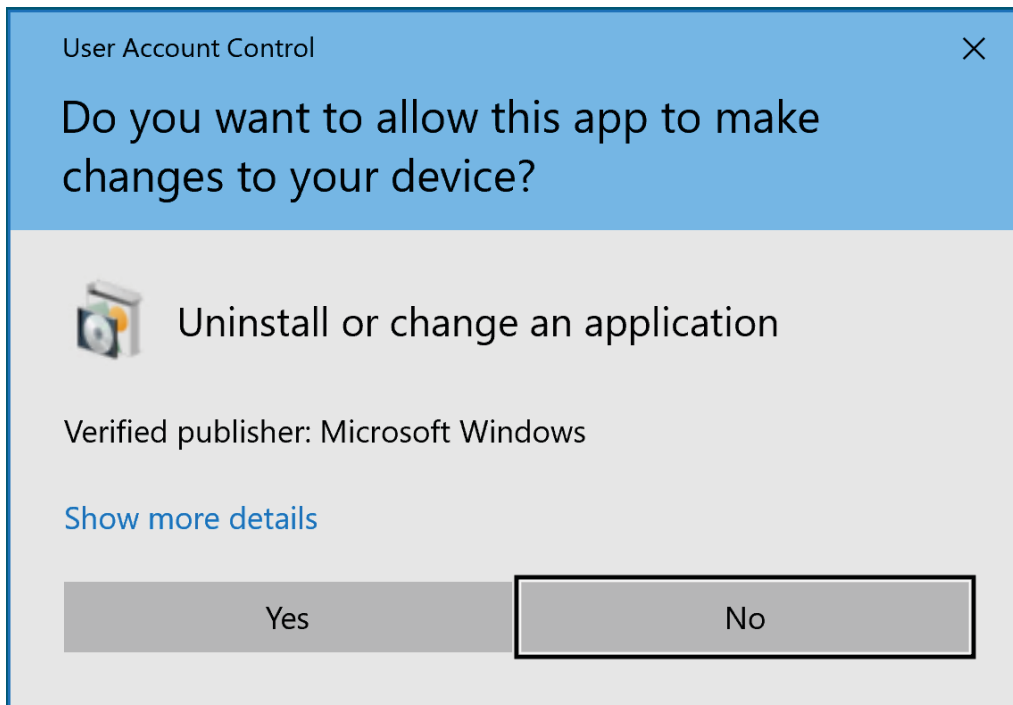 User Account Control
Do you want to allow this app to make
changes to your device?
Uninstall or change an application
Verified publisher: Microsoft Windows
Show more details
Yes
No